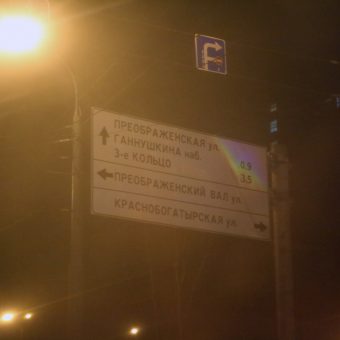 ПРЕОБРАЖЕНСКАЯ ул.
ГАННУШКИНА наб. 0.9
3-е КОЛЬЦО 3.5
ПРЕОБРАЖЕНСКИЙ ВАЛ ул.
КРАСНОБОГАТЫРСКАЯ ул.